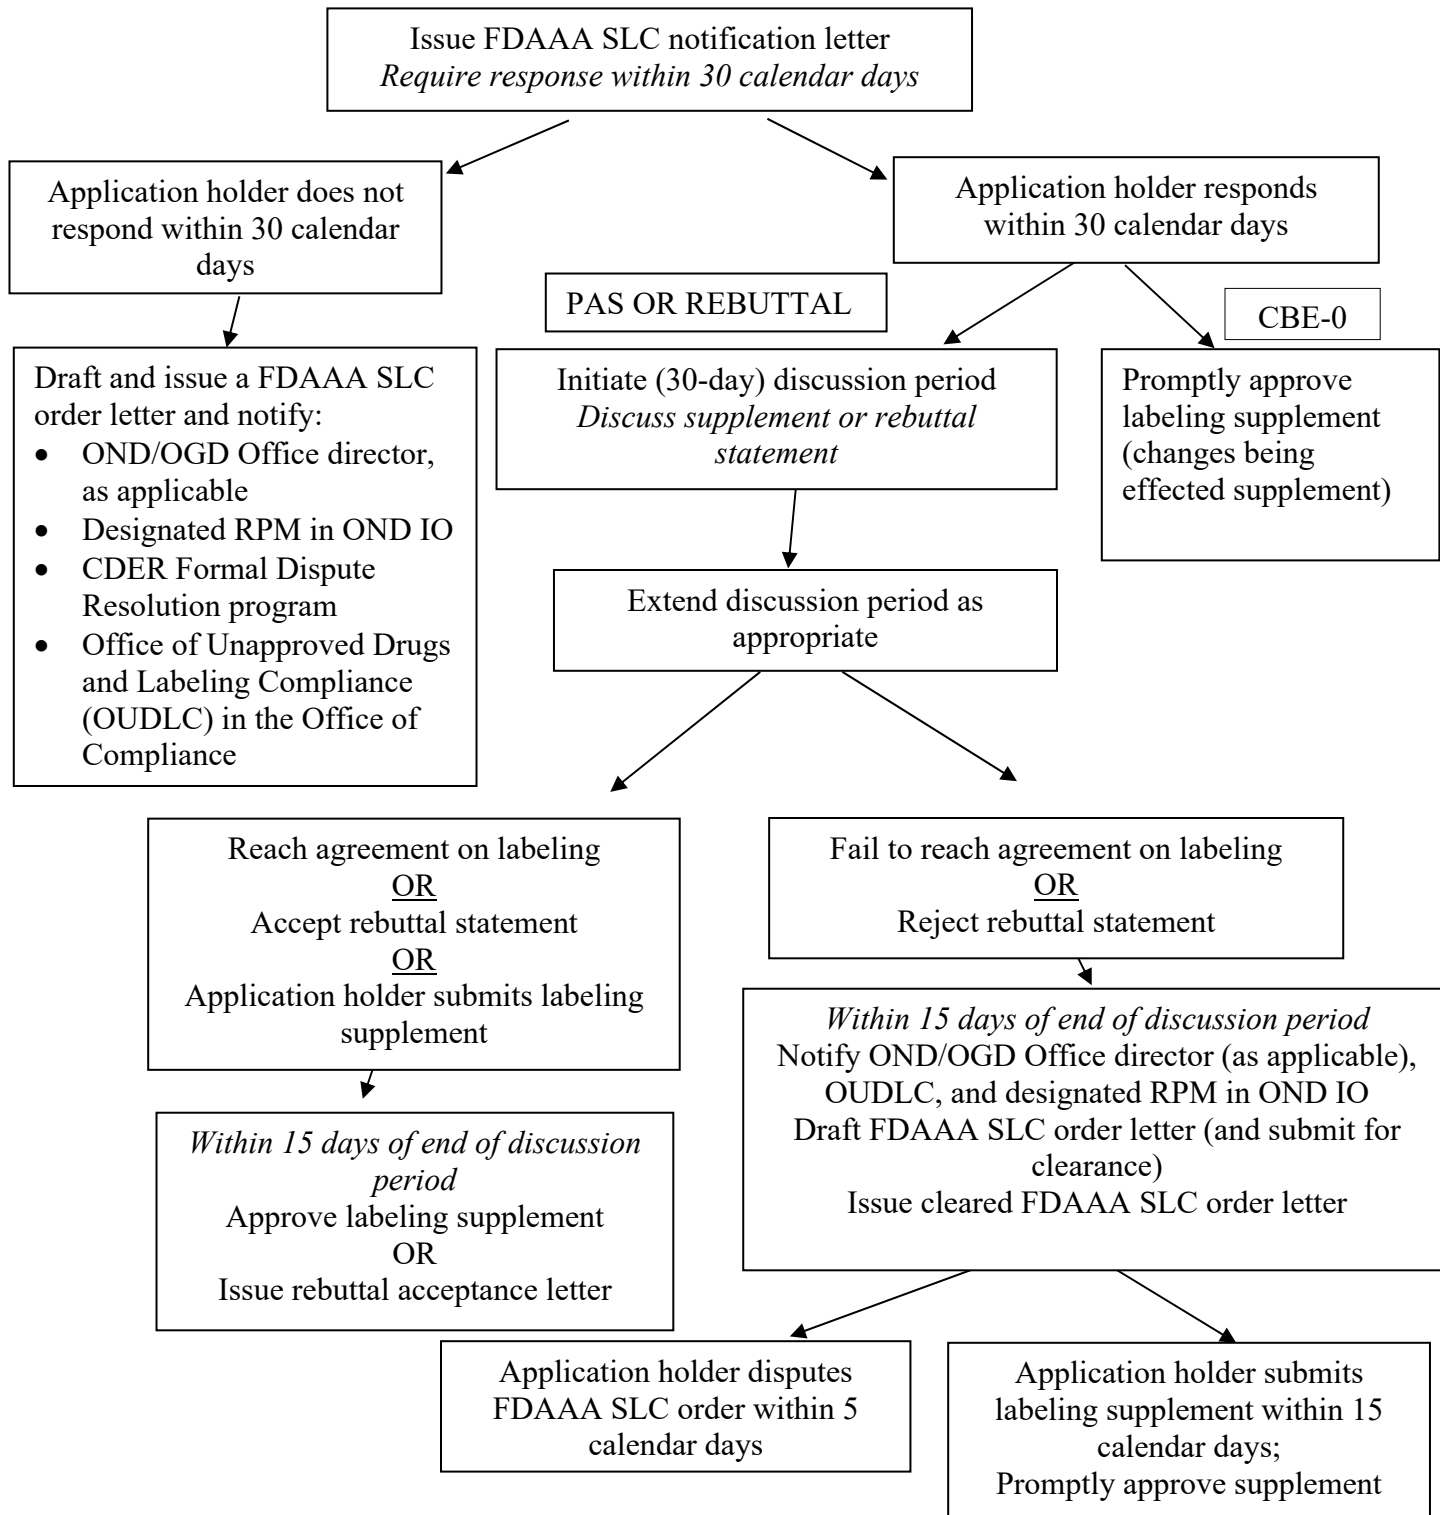 Issue FDAAA SLC notification letter
Require response within 30 calendar days
Application holder does not
respond within 30 calendar
days
Application holder responds
within 30 calendar days
PAS OR REBUTTAL
CBE-0
Draft and issue a FDAAA SLC
order letter and notify:
• OND/OGD Office director,
as applicable
• Designated RPM in OND IO
• CDER Formal Dispute
Resolution program
• Office of Unapproved Drugs
and Labeling Compliance
(OUDLC) in the Office of
Compliance
Initiate (30-day) discussion period
Discuss supplement or rebuttal
statement
Promptly approve
labeling supplement
(changes being
effected supplement)
Extend discussion period as
appropriate
Reach agreement on labeling
OR
Accept rebuttal statement
OR
Application holder submits labeling
supplement
Fail to reach agreement on labeling
OR
Reject rebuttal statement
Within 15 days of end of discussion
period
Approve labeling supplement
OR
Issue rebuttal acceptance letter
Within 15 days of end of discussion period
Notify OND/OGD Office director (as applicable),
OUDLC, and designated RPM in OND IO
Draft FDAAA SLC order letter (and submit for
clearance)
Issue cleared FDAAA SLC order letter
Application holder disputes
FDAAA SLC order within 5
calendar days
Application holder submits
labeling supplement within 15
calendar days;
Promptly approve supplement